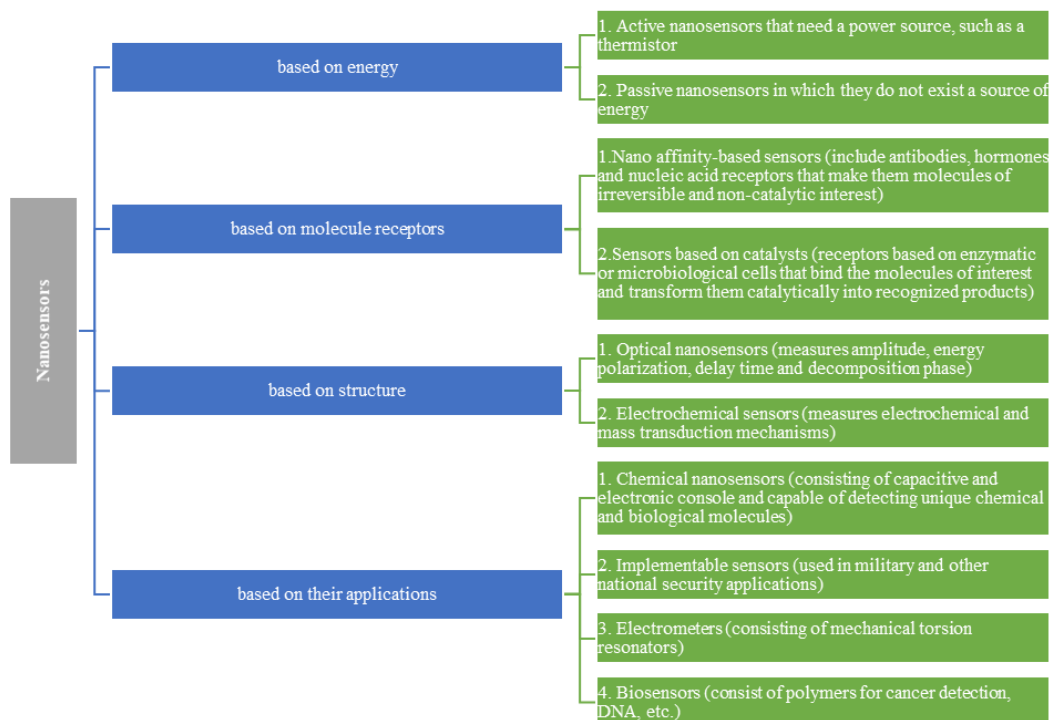 Nanosensors
based on energy
1. Active nanosensors that need a power source, such as a
thermistor
2. Passive nanosensors in which they do not exist a source of
energy
based on molecule receptors
1.Nano affinity-based sensors (include antibodies, hormones
and nucleic acid receptors that make them molecules of
irreversible and non-catalytic interest)
2.Sensors based on catalysts (receptors based on enzymatic
or microbiological cells that bind the molecules of interest
and transform them catalytically into recognized products)
based on structure
1. Optical nanosensors (measures amplitude, energy
polarization, delay time and decomposition phase)
2. Electrochemical sensors (measures electrochemical and
mass transduction mechanisms)
based on their applications
1. Chemical nanosensors (consisting of capacitive and
electronic console and capable of detecting unique chemical
and biological molecules)
2. Implementable sensors (used in military and other
national security applications)
3. Electrometers (consisting of mechanical torsion
resonators)
4. Biosensors (consist of polymers for cancer detection,
DNA, etc.)